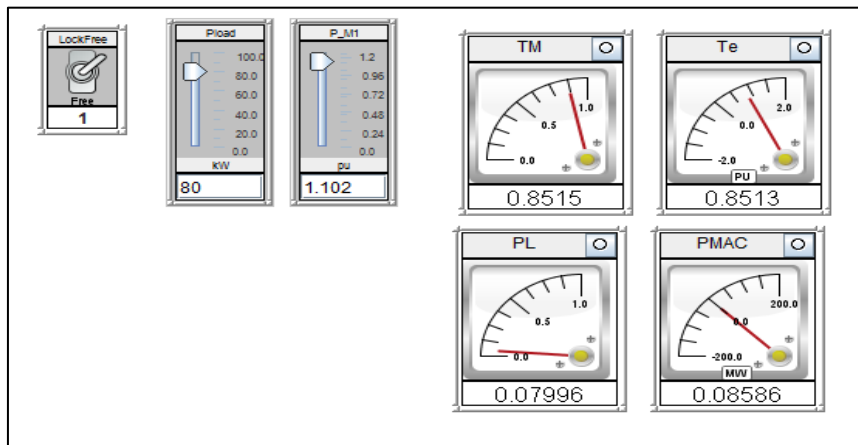 LockFree
Free
1
Pload
100.0
80.0
60.0
40.0
20.0
0.0
kW
80
P_M1
1.2
0.96
0.72
0.48
0.24
0.0
pu
1.102
TM
1.0
0.5
0.0
0.8515
Te
2.0
0.0
-2.0
PU
0.8513
PL
1.0
0.5
0.0
0.07996
PMAC
200.0
0.0
-200.0
MW
0.08586